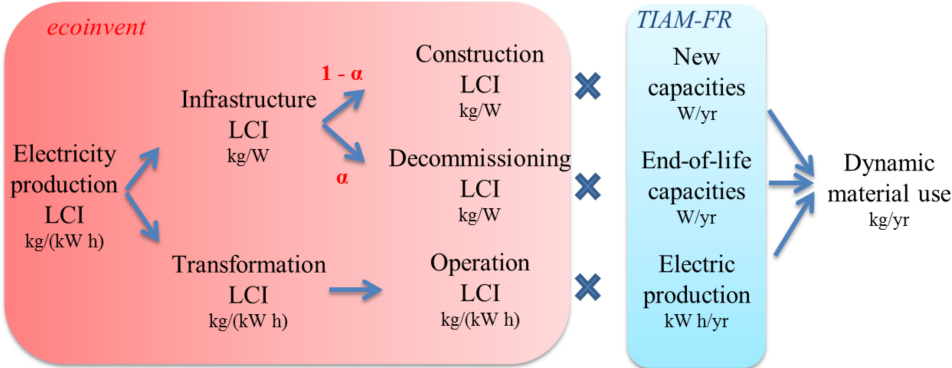 ecoinvent
TIAM-FR
Electricity
production
LCI
kg/(kW h)
Infrastructure
LCI
kg/W
Transformation
LCI
kg/(kW h)
1 - α
α
Construction
LCI
kg/W
Decommissioning
LCI
kg/W
Operation
LCI
kg/(kW h)
New
capacities
W/yr
End-of-life
capacities
W/yr
Electric
production
kW h/yr
Dynamic
material use
kg/yr